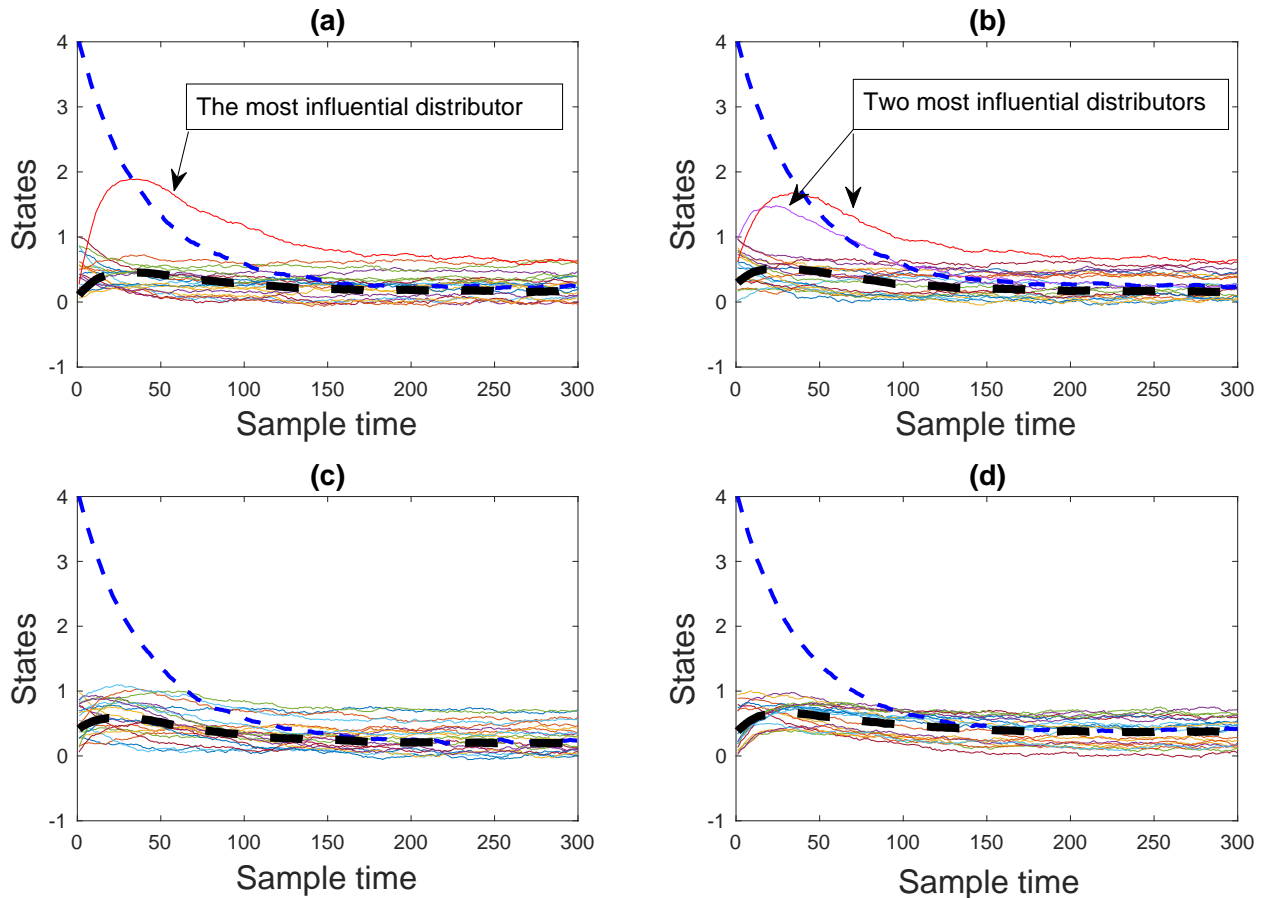 (a)
4
3
2
1
0
-1
States
The most influential distributor
0 50 100 150 200 250 300
Sample time
(b)
4
3
2
1
0
-1
States
Two most influential distributors
0 50 100 150 200 250 300
Sample time
(c)
4
3
2
1
0
-1
States
0 50 100 150 200 250 300
Sample time
(d)
4
3
2
1
0
-1
States
0 50 100 150 200 250 300
Sample time